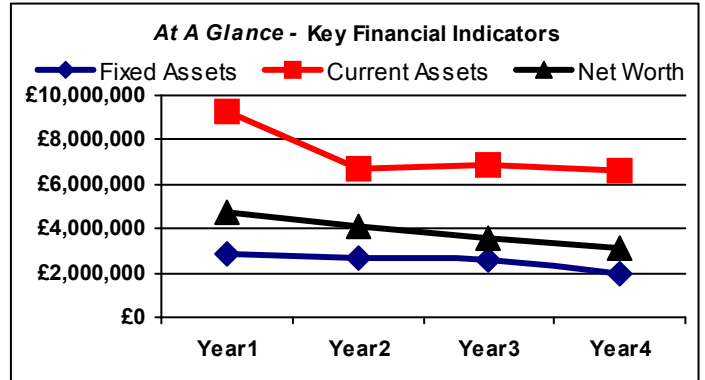 At A Glance - Key Financial Indicators
Fixed Assets Current Assets Net Worth
£10,000,000
£8,000,000
£6,000,000
£4,000,000
£2,000,000
£0
Year1 Year2 Year3 Year4